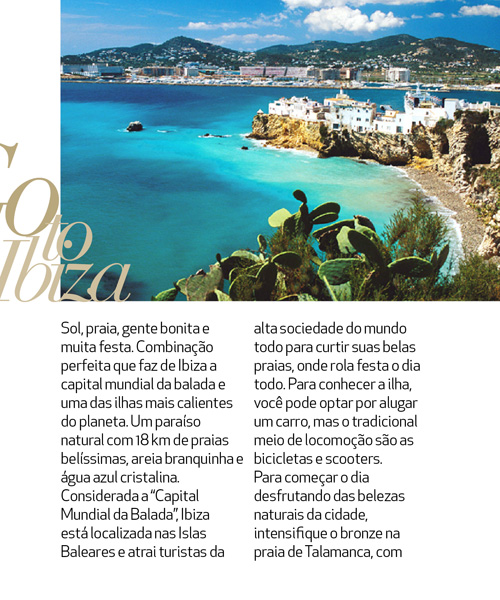 Go
to
Ibiza
Sol, praia, gente bonita e
muita festa. Combinação
perfeita que faz de Ibiza a
capital mundial da balada e
uma das ilhas mais calientes
do planeta. Um paraíso
natural com 18 km de praias
belíssimas, areia branquinha e
água azul cristalina.
Considerada a “Capital
Mundial da Balada”, Ibiza
está localizada nas Islas
Baleares e atrai turistas da
alta sociedade do mundo
todo para curtir suas belas
praias, onde rola festa o dia
todo. Para conhecer a ilha,
você pode optar por alugar
um carro, mas o tradicional
meio de locomoção são as
bicicletas e scooters.
Para começar o dia
desfrutando das belezas
naturais da cidade,
intensifique o bronze na
praia de Talamanca, com